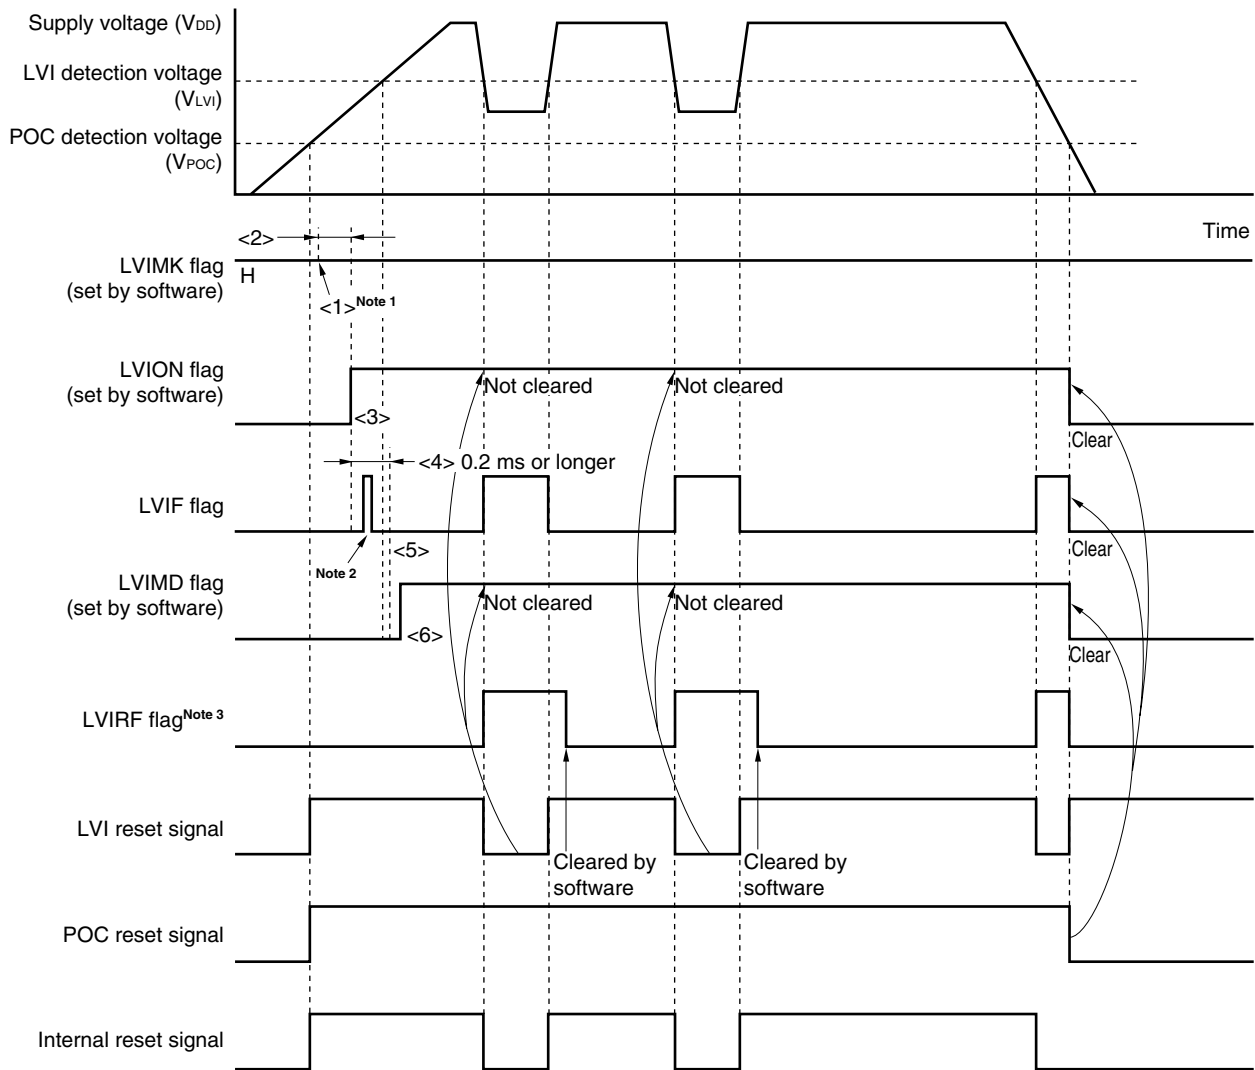 Supply voltage (VDD)
LVI detection voltage
(VLVI)
POC detection voltage
(VPOC)
Time
<2>
LVIMK flag
(set by software)
H
<1>Note 1
LVION flag
(set by software)
Not cleared
Not cleared
<3>
Clear
<4> 0.2 ms or longer
LVIF flag
Note 2
<5>
Clear
LVIMD flag
(set by software)
Not cleared
Not cleared
<6>
Clear
LVIRF flagNote 3
LVI reset signal
Cleared by
software
Cleared by
software
POC reset signal
Internal reset signal